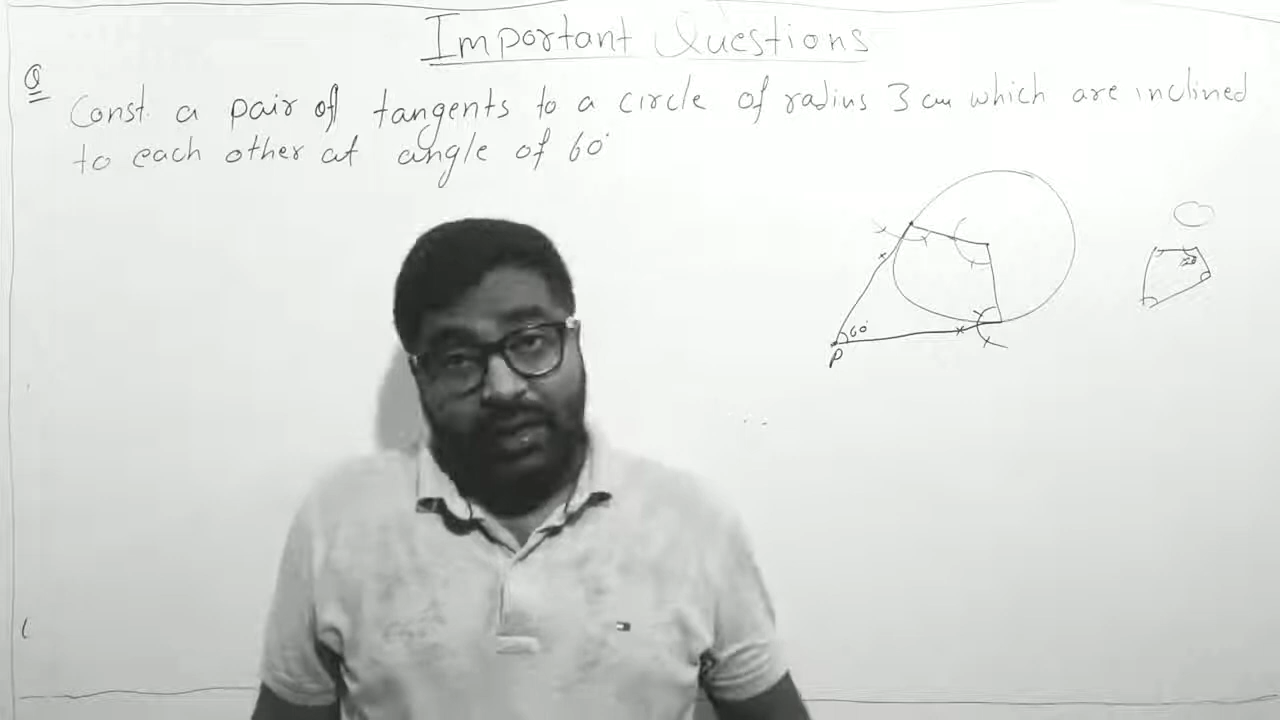 Important Questions
Q
Const. a pair of tangents to a circle of radius 3 cm which are inclined
to each other at angle of 60°
60°
P